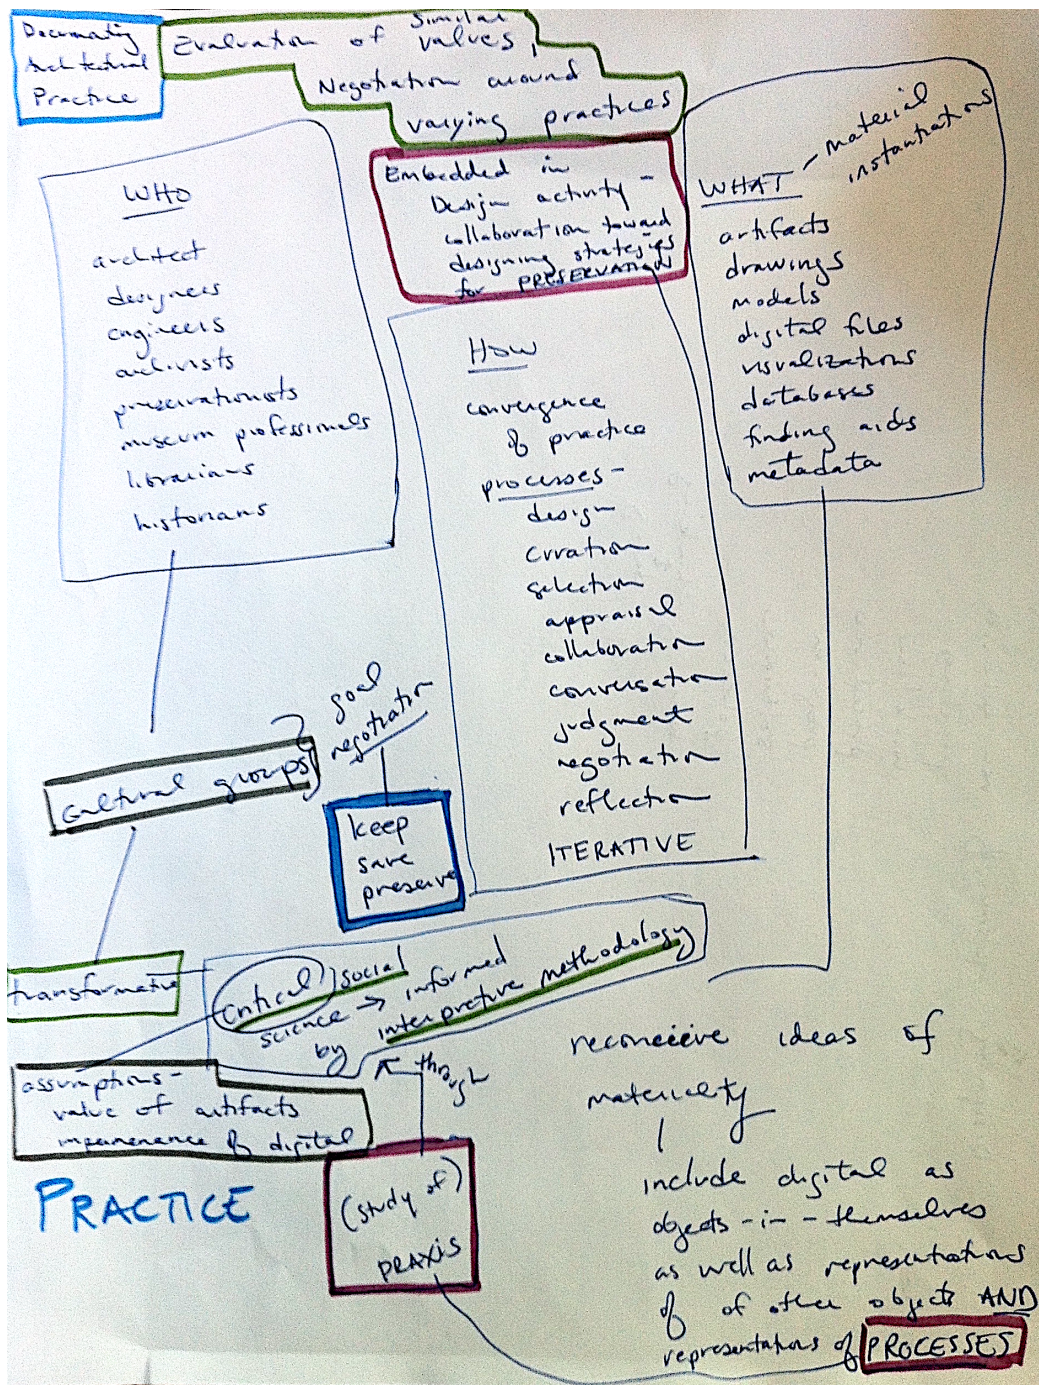 Documenting
Architectural
Practice
Evaluation of similar
values,
Negotiation around
varying practices
Embedded in
Design activity -
collaboration toward
designing strategies
for PRESERVATION
WHO
architect
designers
engineers
archivists
preservationists
museum professionals
librarians
historians
HOW
convergence
of practice
processes -
design
curation
selection
appraisal
collaboration
conversation
judgment
negotiation
reflection
ITERATIVE
WHAT - material
instantiations
artifacts
drawings
models
digital files
visualizations
databases
finding aids
metadata
cultural groups
goal
negotiation
keep
save
preserve
transformative
critical) social
science → informed
by interpretive methodology
through
assumptions -
value of artifacts
impermanence of digital
PRACTICE
(study of)
PRAXIS
reconceive ideas of
materiality
include digital as
objects-in-themselves
as well as representations
of of other objects AND
representations of PROCESSES